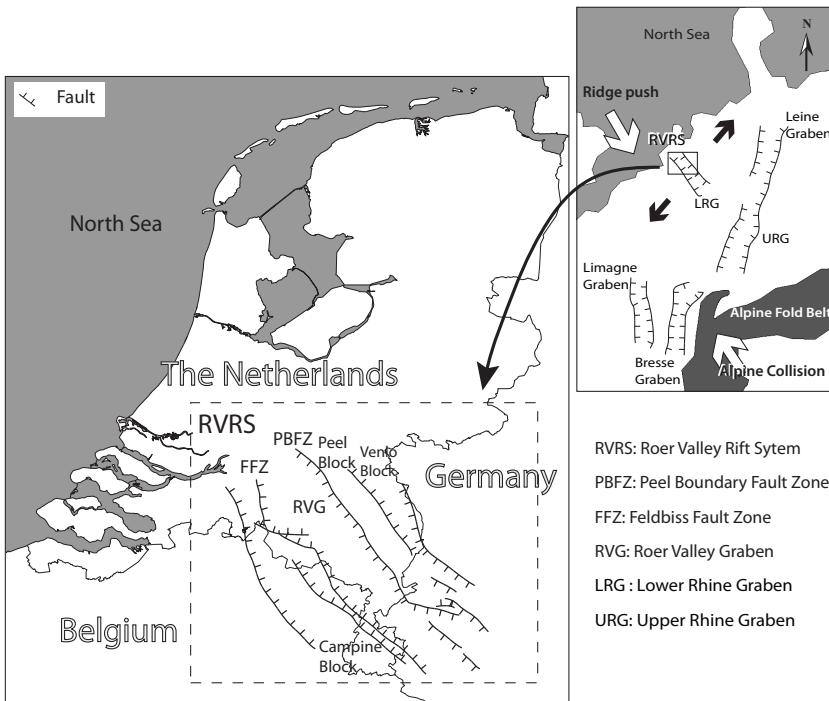 Fault
North Sea
The Netherlands
RVRS
PBFZ
Peel
Block
Venlo
Block
Germany
FFZ
RVG
Belgium
Campine
Block
North Sea
N
Ridge push
RVRS
Leine
Graben
LRG
URG
Limagne
Graben
Alpine Fold Belt
Bresse
Graben
Alpine Collision
RVRS: Roer Valley Rift Sytem
PBFZ: Peel Boundary Fault Zone
FFZ: Feldbiss Fault Zone
RVG: Roer Valley Graben
LRG : Lower Rhine Graben
URG: Upper Rhine Graben